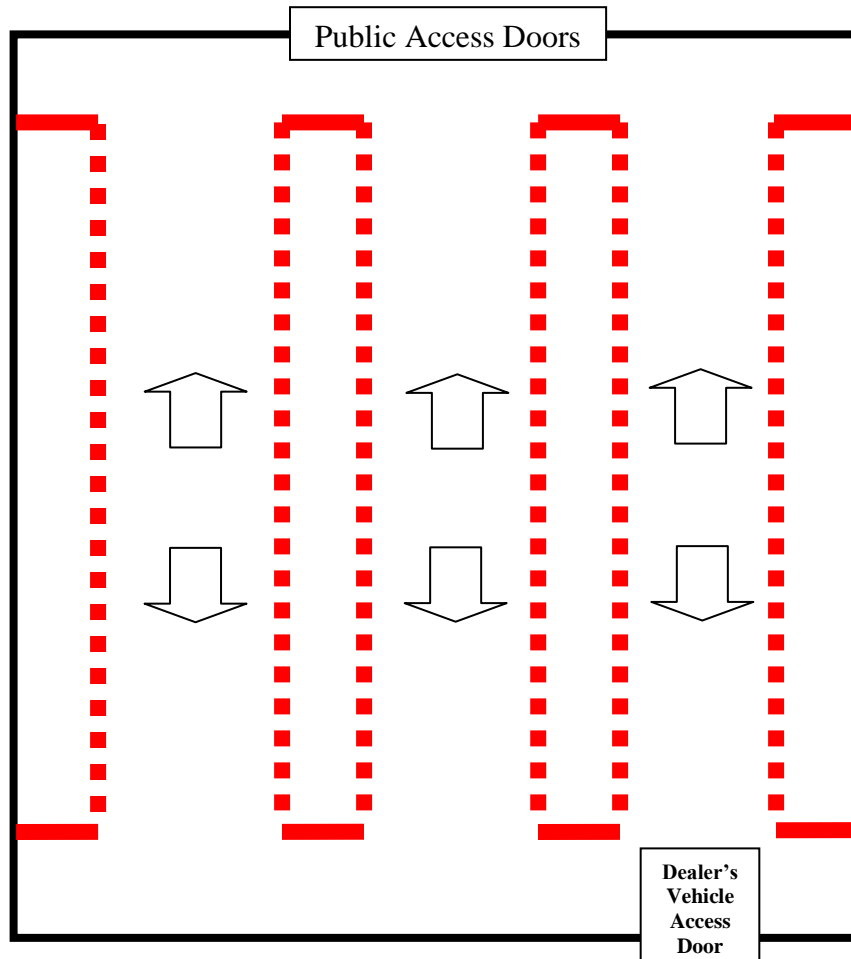 Public Access Doors
Dealer’s
Vehicle
Access
Door